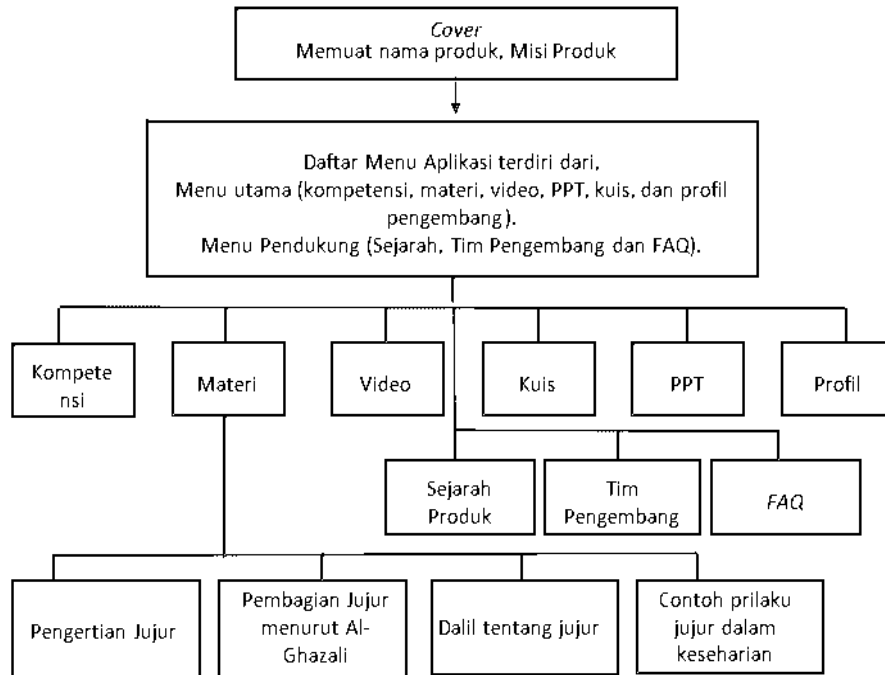 Cover
Memuat nama produk, Misi Produk
Daftar Menu Aplikasi terdiri dari,
Menu utama (kompetensi, materi, video, PPT, kuis, dan profil
pengembang).
Menu Pendukung (Sejarah, Tim Pengembang dan FAQ).
Kompete
nsi
Materi
Video
Kuis
PPT
Profil
Sejarah
Produk
Tim
Pengembang
FAQ
Pengertian Jujur
Pembagian Jujur
menurut Al-
Ghazali
Dalil tentang jujur
Contoh prilaku
jujur dalam
keseharian